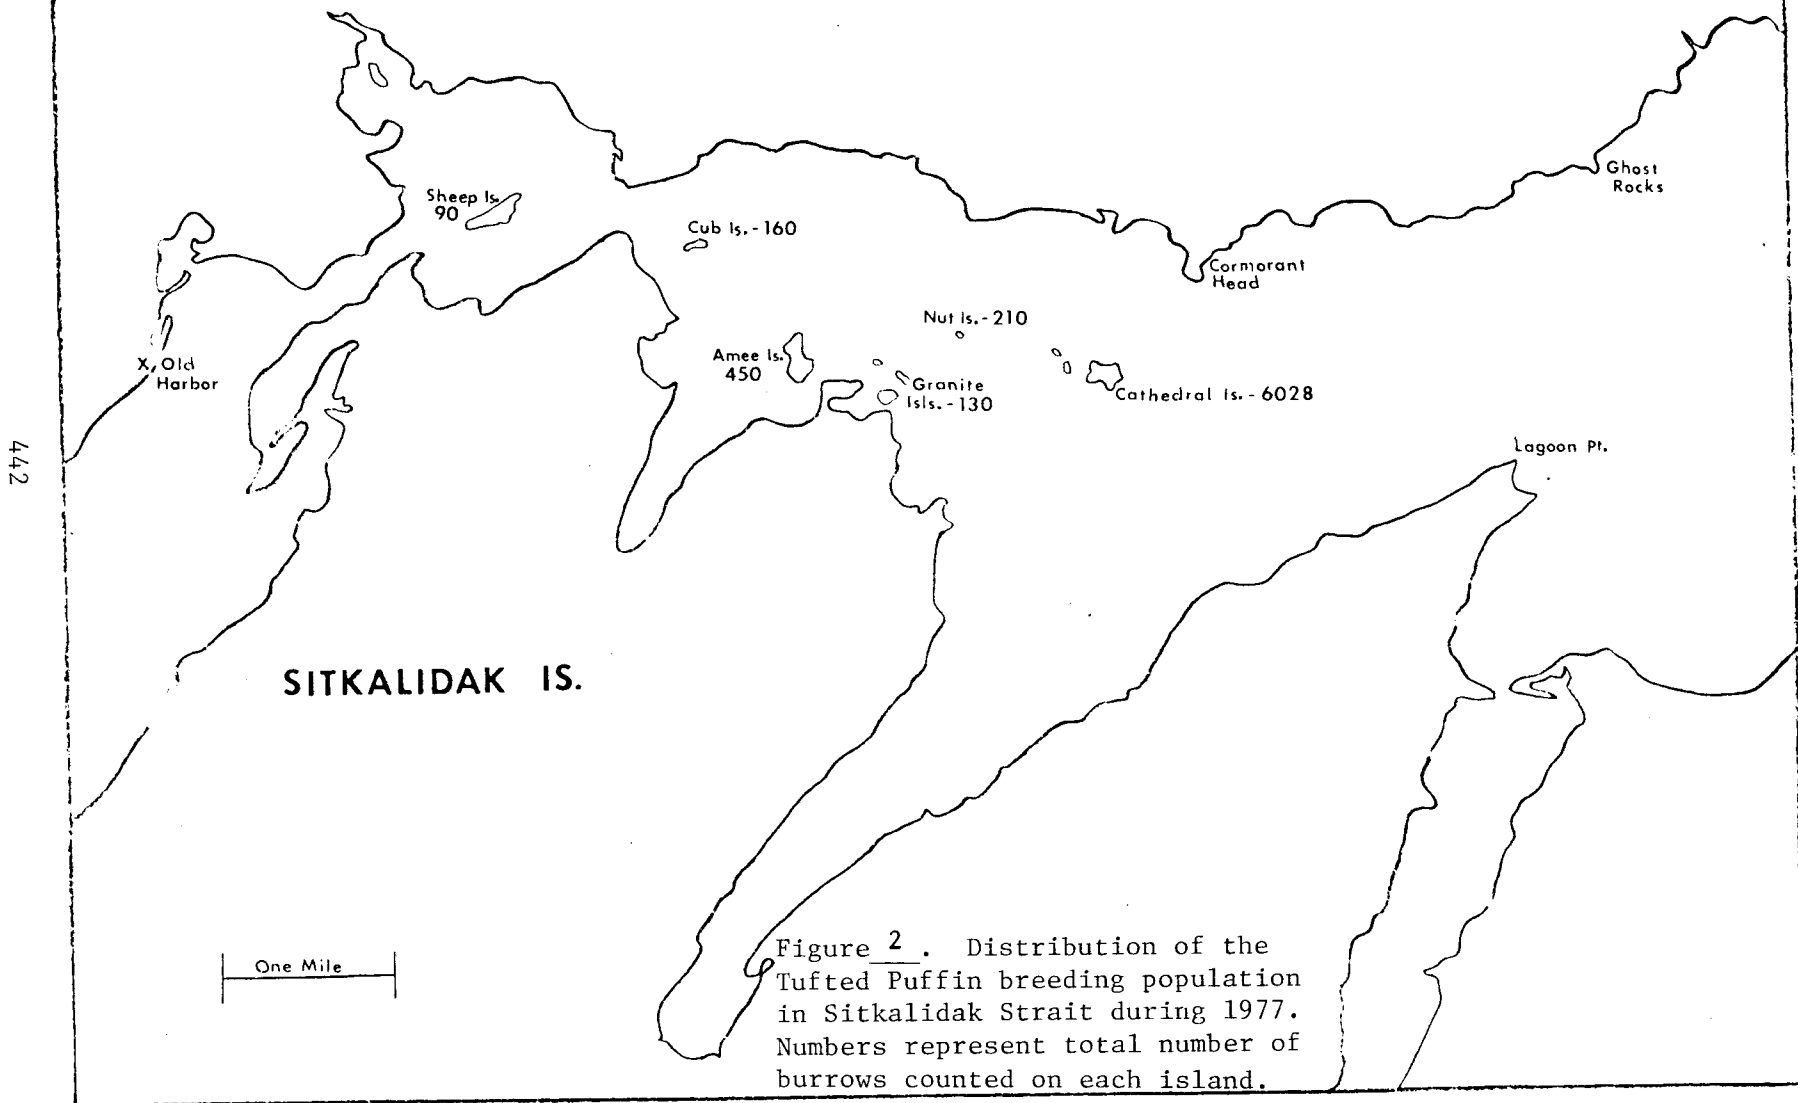 Ghost
Rocks
Sheep Is.
90
Cub Is.-160
Cormorant
Head
Nut Is.-210
X, Old
Harbor
Amee Is.
450
Granite
Isls.-130
Cathedral Is.-6028
Lagoon Pt.
442
SITKALIDAK IS.
One Mile
Figure 2. Distribution of the
Tufted Puffin breeding population
in Sitkalidak Strait during 1977.
Numbers represent total number of
burrows counted on each island.